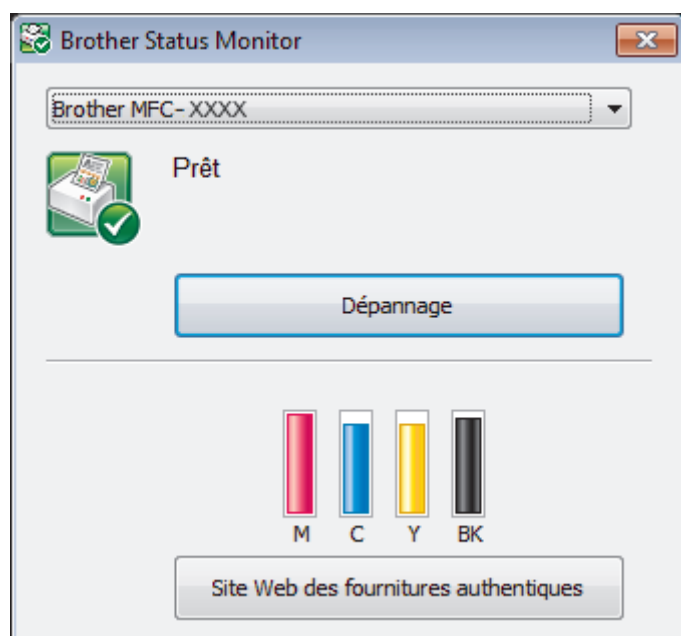 Brother Status Monitor
Brother MFC-XXXX
Prêt
Dépannage
M C Y BK
Site Web des fournitures authentiques